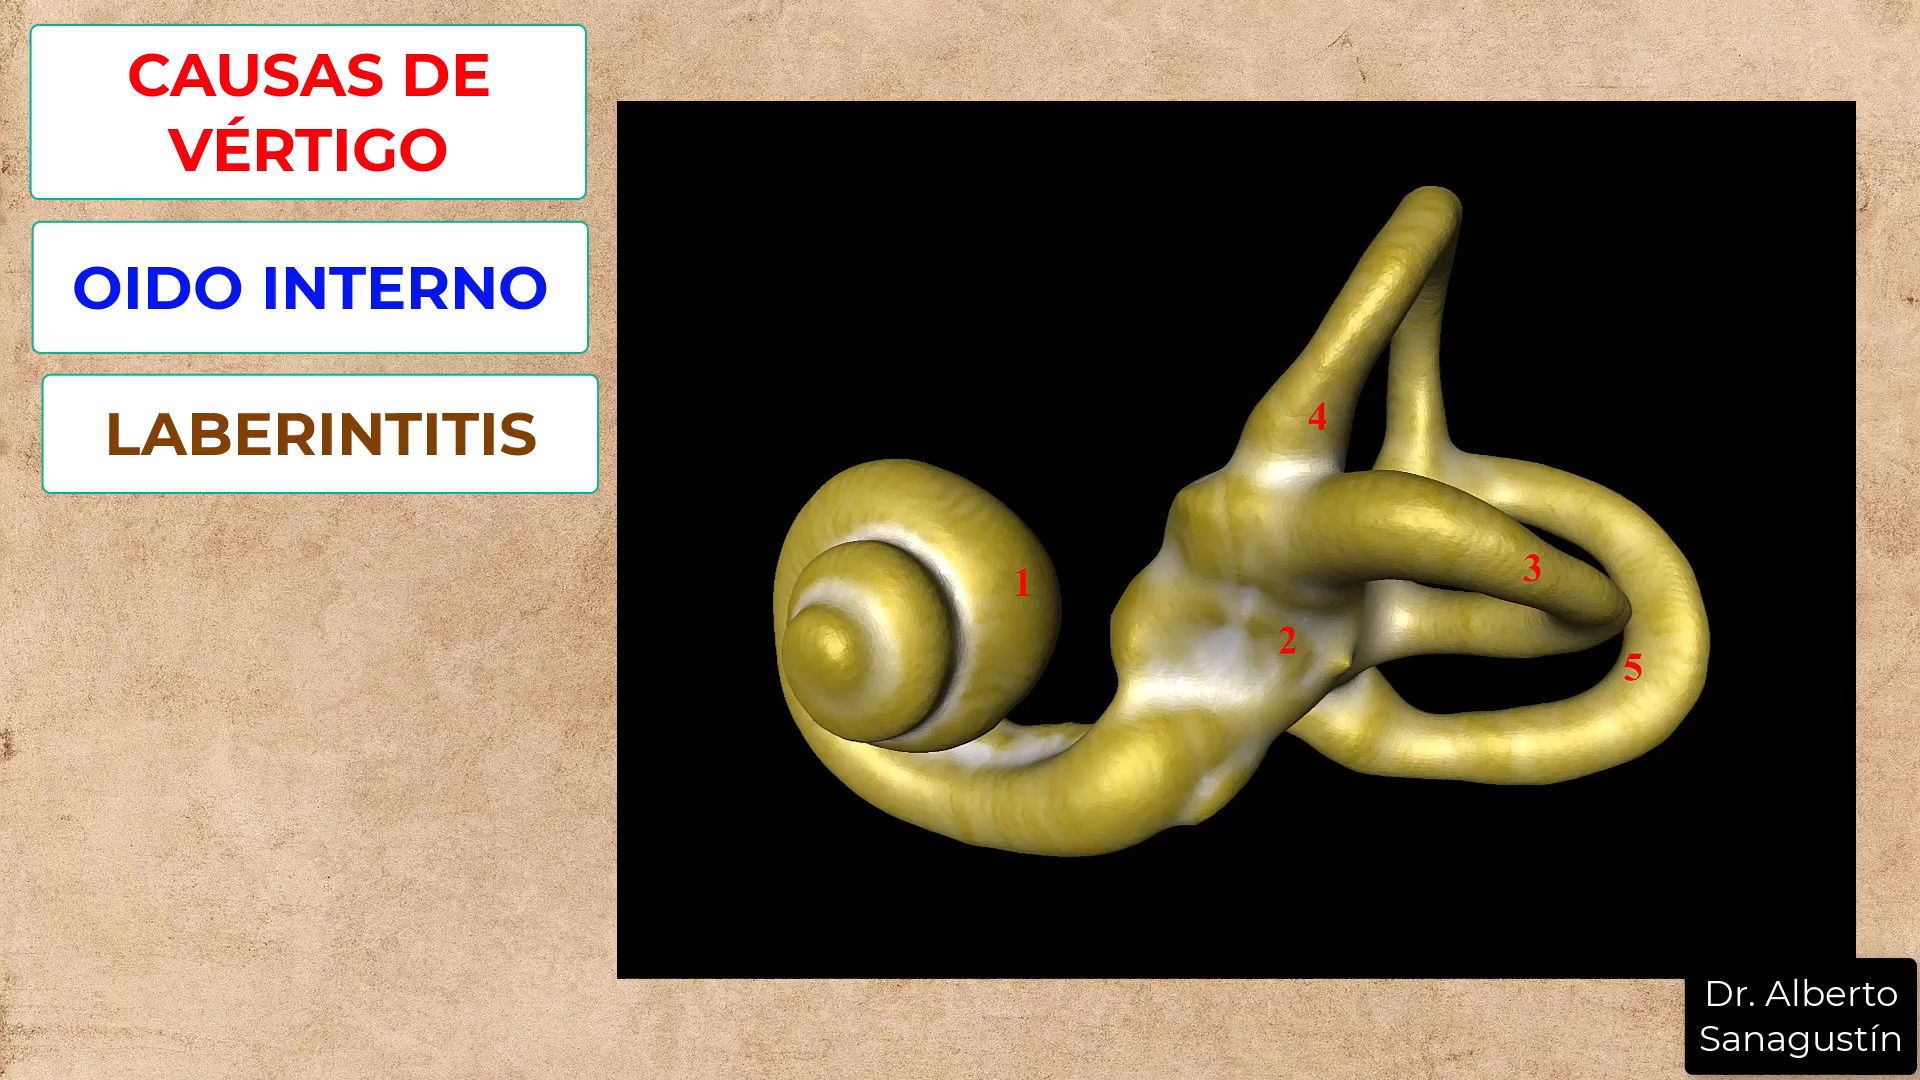 CAUSAS DE
VÉRTIGO
OIDO INTERNO
LABERINTITIS
4
1
3
2
5
Dr. Alberto
Sanagustín